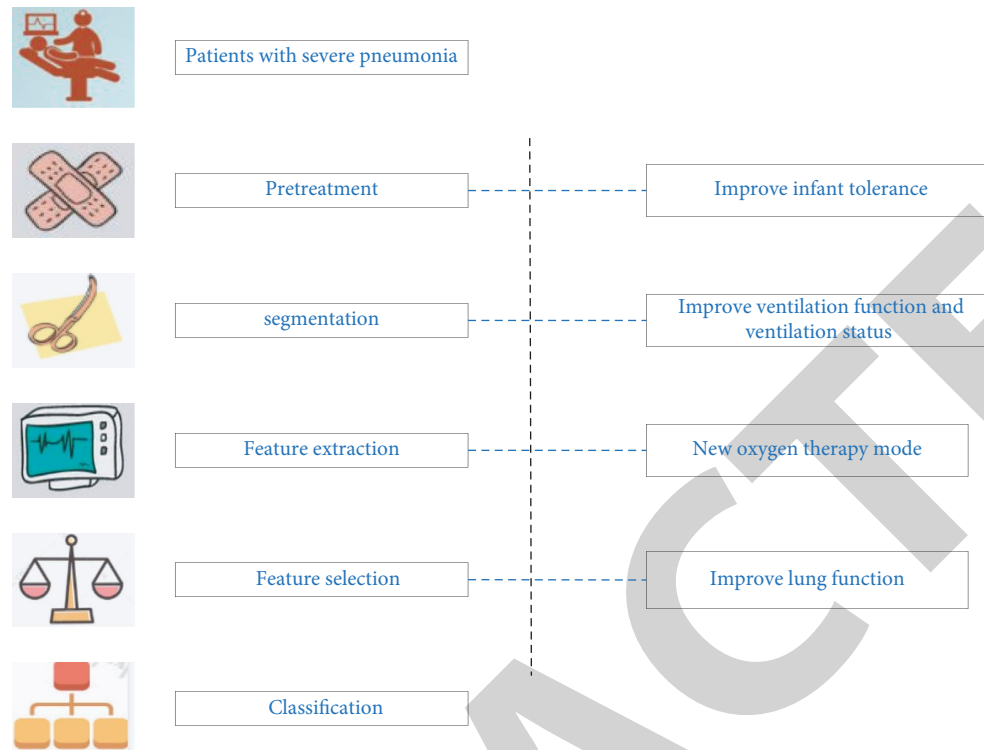 Patients with severe pneumonia
Pretreatment
Improve infant tolerance
segmentation
Improve ventilation function and
ventilation status
Feature extraction
New oxygen therapy mode
Feature selection
Improve lung function
Classification
ACTE